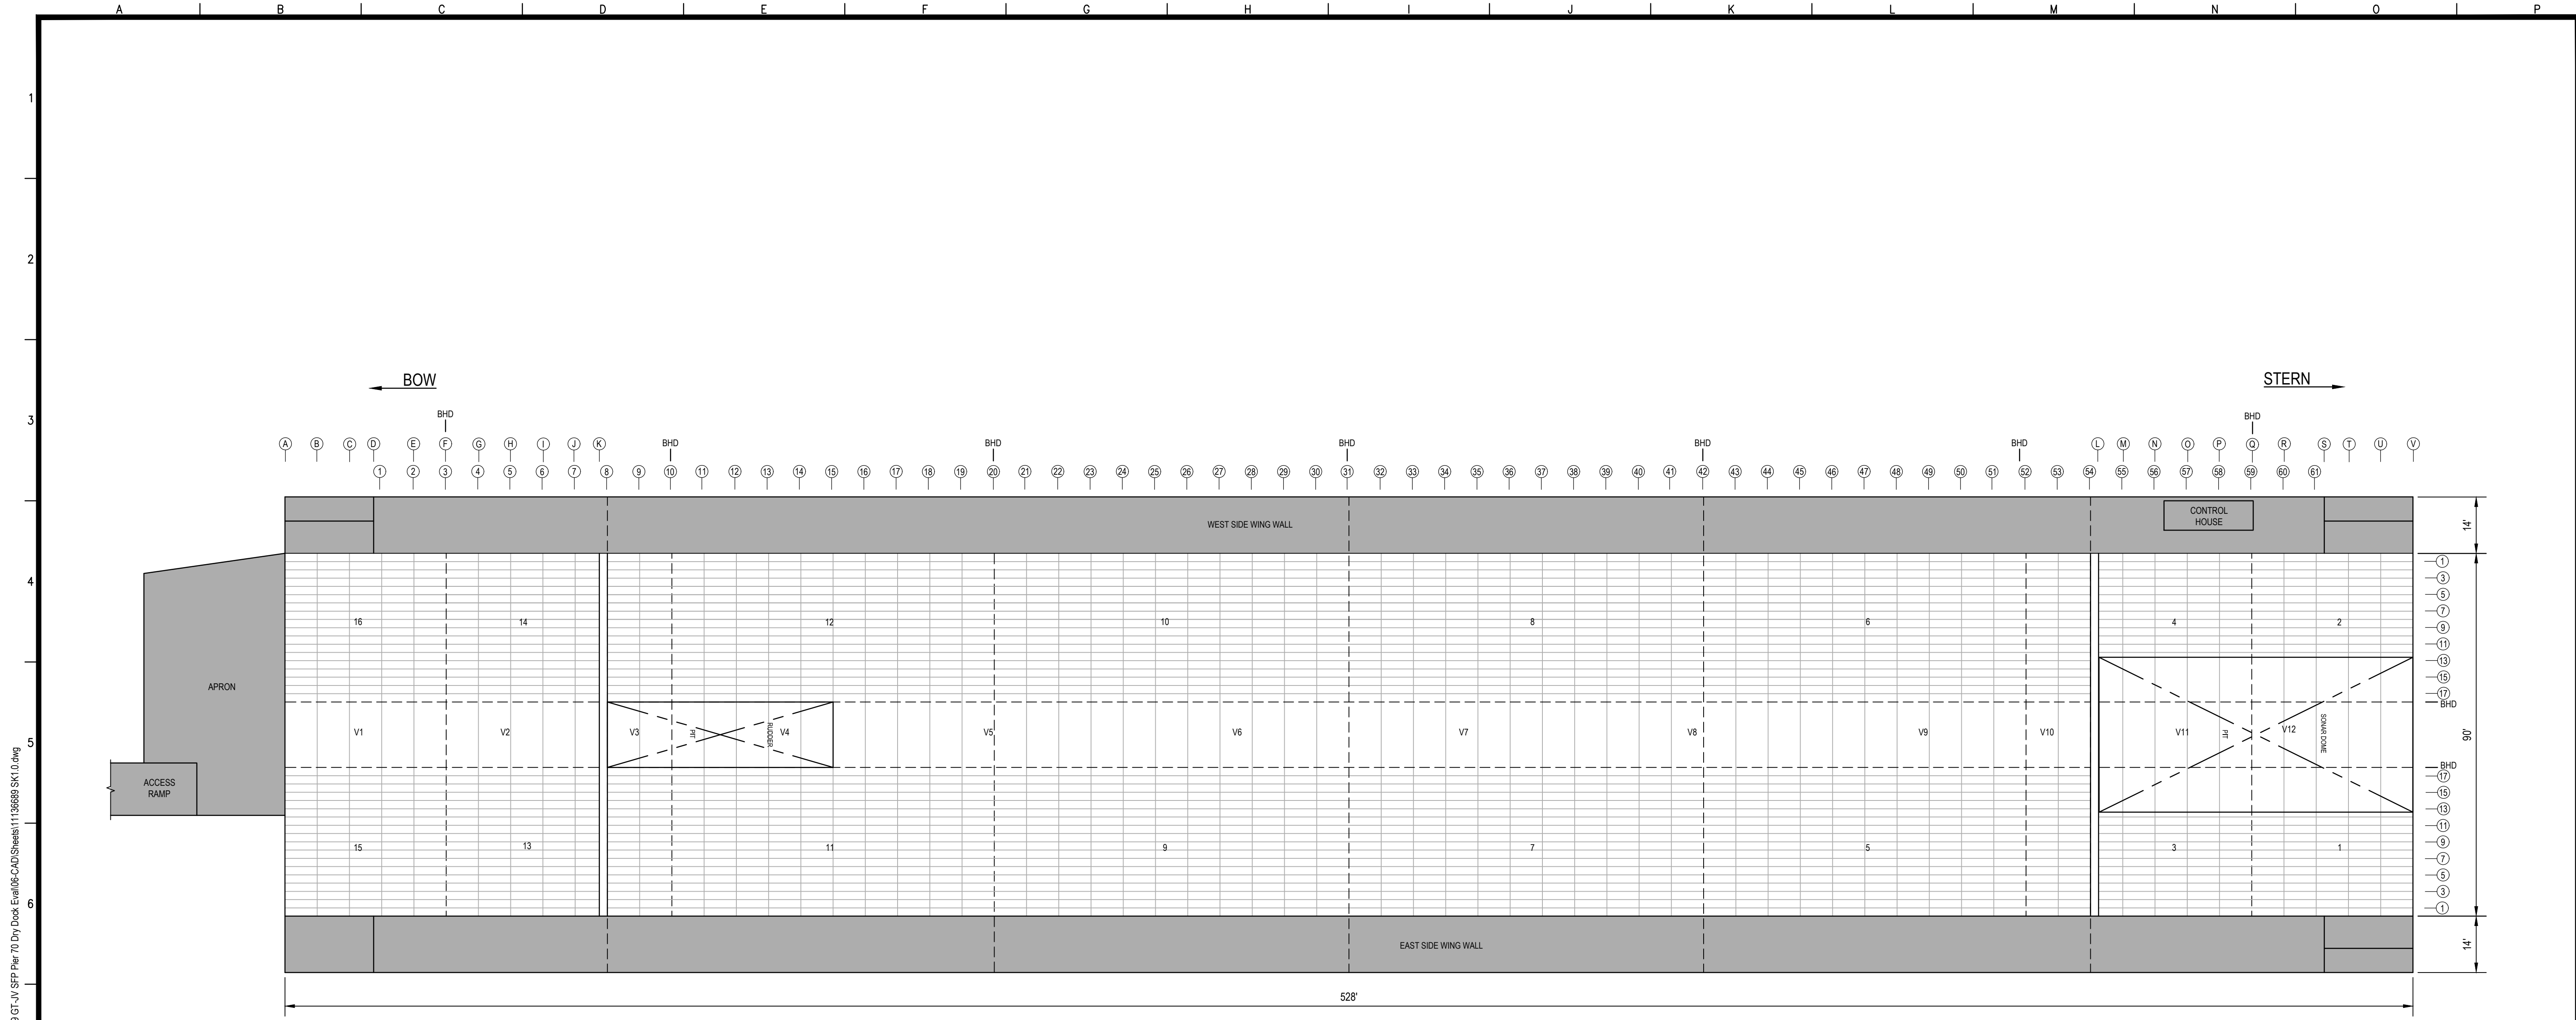 A B C D E F G H I J K L M N O P
1
2
3
4
5
6
BOW
STERN
BHD
BHD
BHD
BHD
BHD
BHD
BHD
BHD
A B C D E F G H I J K L M N O P Q R S T U V
1 2 3 4 5 6 7 8 9 10 11 12 13 14 15 16 17 18 19 20 21 22 23 24 25 26 27 28 29 30 31 32 33 34 35 36 37 38 39 40 41 42 43 44 45 46 47 48 49 50 51 52 53 54 55 56 57 58 59 60 61
WEST SIDE WING WALL
CONTROL
HOUSE
14'
16 14 12 10 8 6 4 2
APRON
V1 V2 V3 V4 V5 V6 V7 V8 V9 V10 V11 V12
PIT
RUDDER
PIT
SONAR DOME
ACCESS
RAMP
15 13 11 9 7 5 3 1
1
3
5
7
9
11
13
15
17
BHD
90'
BHD
17
15
13
11
9
7
5
3
1
EAST SIDE WING WALL
14'
528'
GT-JV SFP Pier 70 Dry Dock Eval\06-CAD\Sheets\11136689 SK1.0.dwg